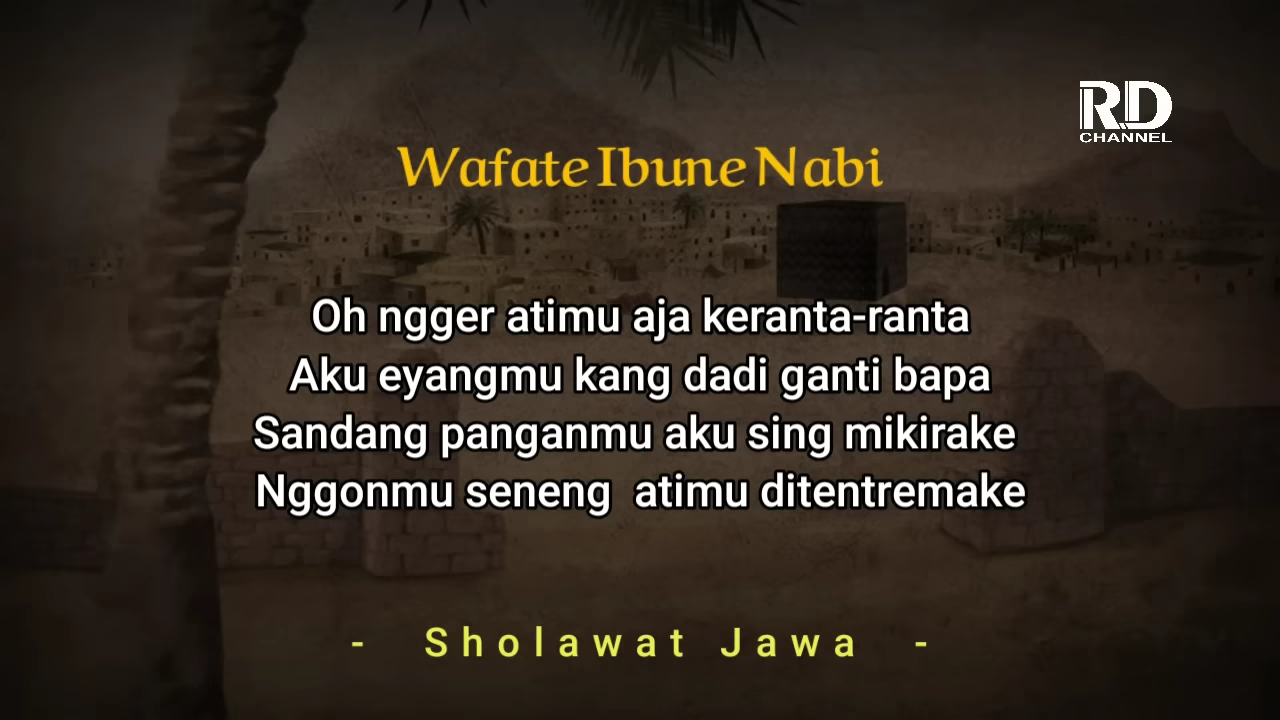 RD
CHANNEL
Wafate Ibune Nabi
Oh ngger atimu aja keranta-ranta
Aku eyangmu kang dadi ganti bapa
Sandang panganmu aku sing mikirake
Nggonmu seneng atimu ditentremake
- Sholawat Jawa -